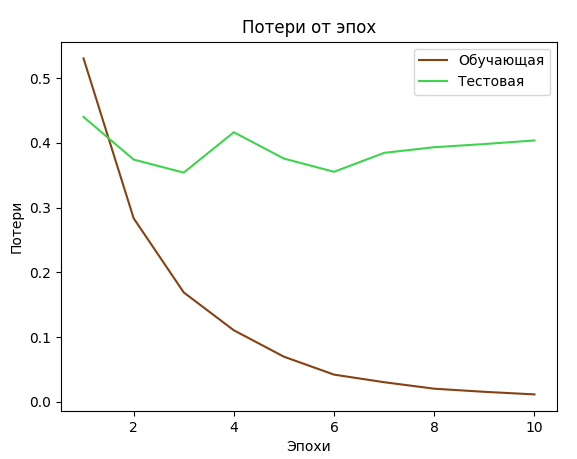 Потери от эпох
Обучающая
Тестовая
Потери
0.5
0.4
0.3
0.2
0.1
0.0
2
4
6
8
10
Эпохи